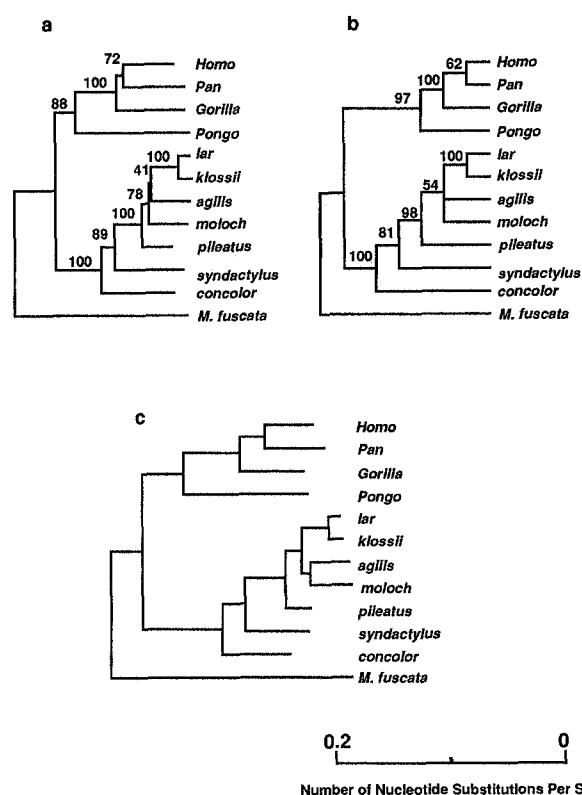 a
72
Homo
100
Pan
88
Gorilla
Pongo
100
lar
klossii
41
agilis
78
moloch
100
pileatus
89
syndactylus
100
concolor
M. fuscata
b
62
Homo
100
Pan
97
Gorilla
Pongo
100
lar
klossii
54
agilis
moloch
98
pileatus
81
syndactylus
100
concolor
M. fuscata
c
Homo
Pan
Gorilla
Pongo
lar
klossii
agilis
moloch
pileatus
syndactylus
concolor
M. fuscata
0.2 0
Number of Nucleotide Substitutions Per S